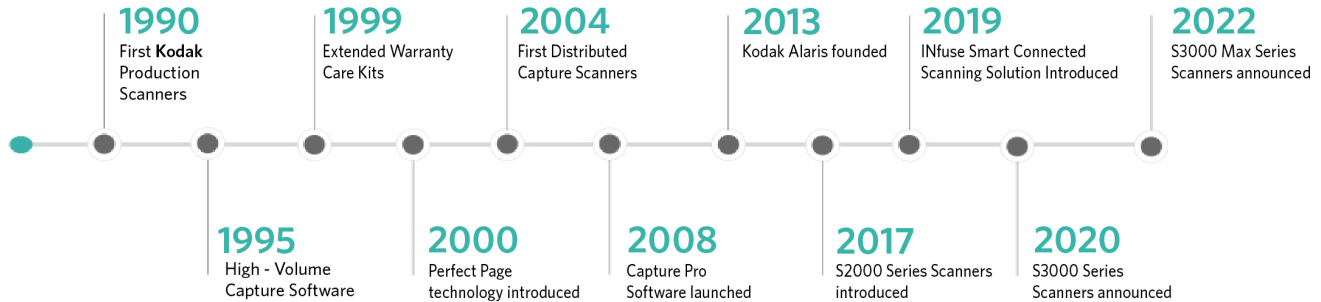 1990
First Kodak
Production
Scanners
1995
High - Volume
Capture Software
1999
Extended Warranty
Care Kits
2000
Perfect Page
technology introduced
2004
First Distributed
Capture Scanners
2008
Capture Pro
Software launched
2013
Kodak Alaris founded
2017
S2000 Series Scanners
introduced
2019
INfuse Smart Connected
Scanning Solution Introduced
2020
S3000 Series
Scanners announced
2022
S3000 Max Series
Scanners announced